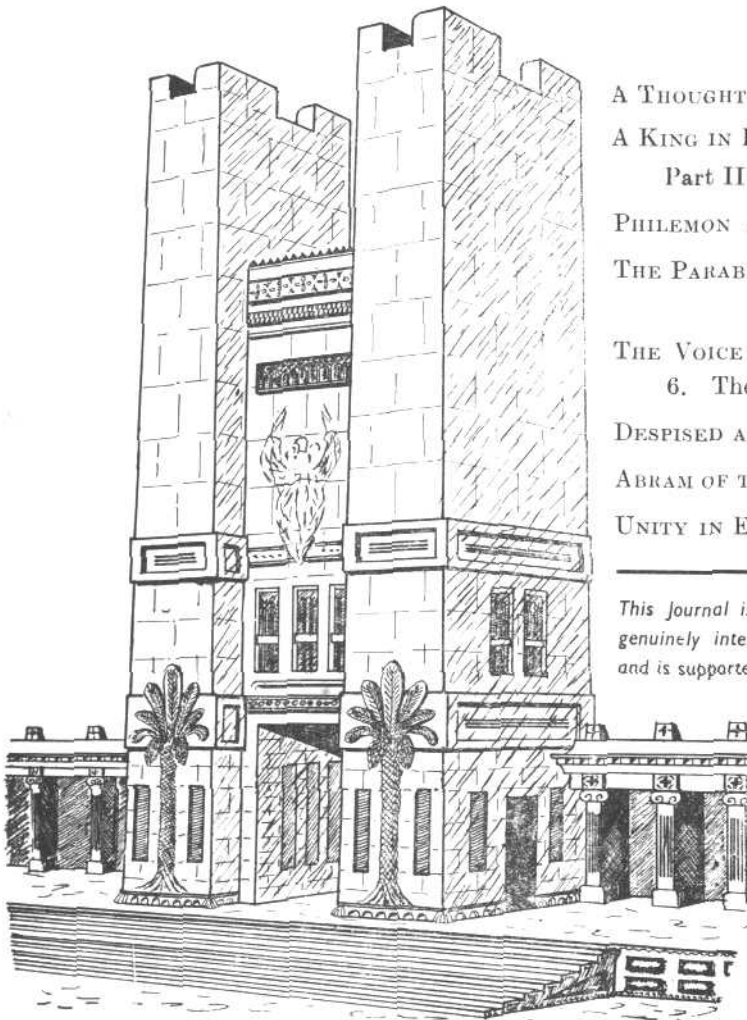 A THOUGHT
A KING IN
Part II
PHILEMON
THE PARAB
THE VOICE
6. The
DESPISED A
ABRAM OF T
UNITY IN E
This Journal is
genuinely inte
and is supporte